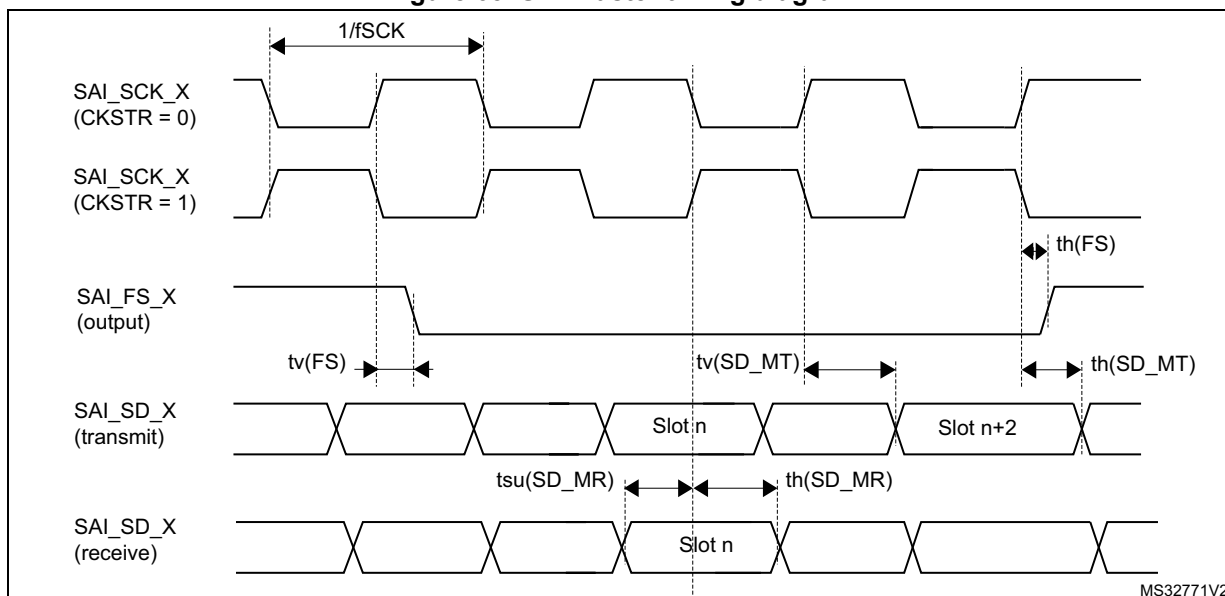 1/fSCK
SAI_SCK_X
(CKSTR = 0)
SAI_SCK_X
(CKSTR = 1)
th(FS)
SAI_FS_X
(output)
tv(FS)
tv(SD_MT)
th(SD_MT)
SAI_SD_X
(transmit)
Slot n
Slot n+2
tsu(SD_MR)
th(SD_MR)
SAI_SD_X
(receive)
Slot n
MS32771V2